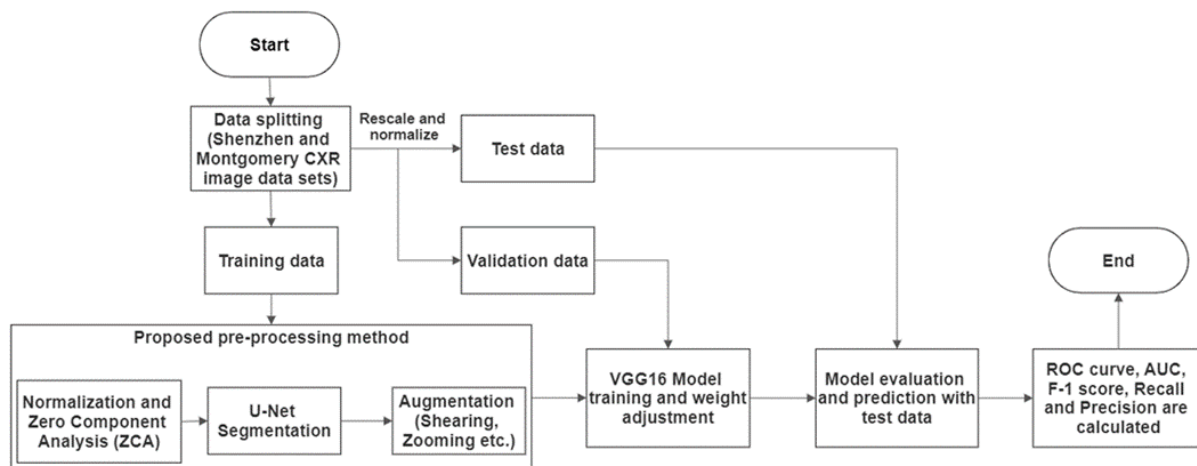 Start
Data splitting
(Shenzhen and
Montgomery CXR
image data sets)
Rescale and
normalize
Test data
Training data
Validation data
End
Proposed pre-processing method
Normalization and
Zero Component
Analysis (ZCA)
U-Net
Segmentation
Augmentation
(Shearing,
Zooming etc.)
VGG16 Model
training and weight
adjustment
Model evaluation
and prediction with
test data
ROC curve, AUC,
F-1 score, Recall
and Precision are
calculated